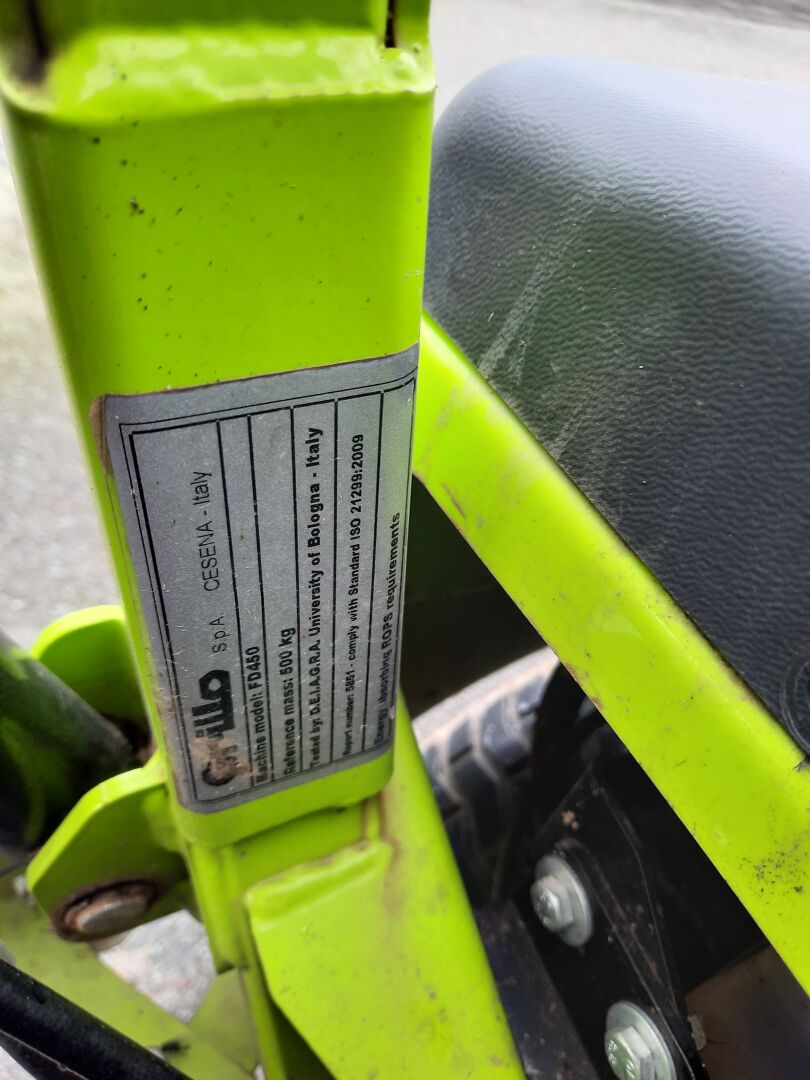 Grillo S.p.A. CESENA - Italy
Machine model: FD450
Reference mass: 500 kg
Tested by: D.E.I.A.G.R.A. University of Bologna - Italy
Report number: 5851 - comply with Standard ISO 21299:2009
Energy absorbing ROPS requirements